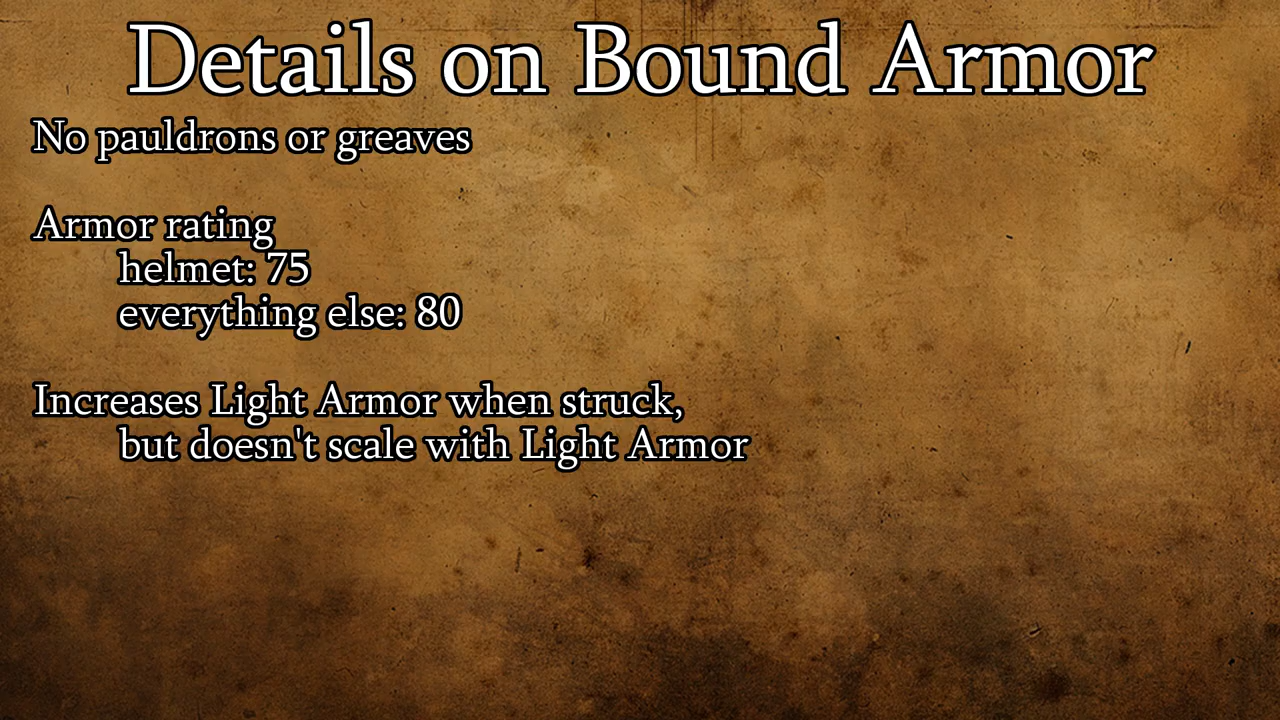 Details on Bound Armor
No pauldrons or greaves
Armor rating
helmet: 75
everything else: 80
Increases Light Armor when struck,
but doesn't scale with Light Armor